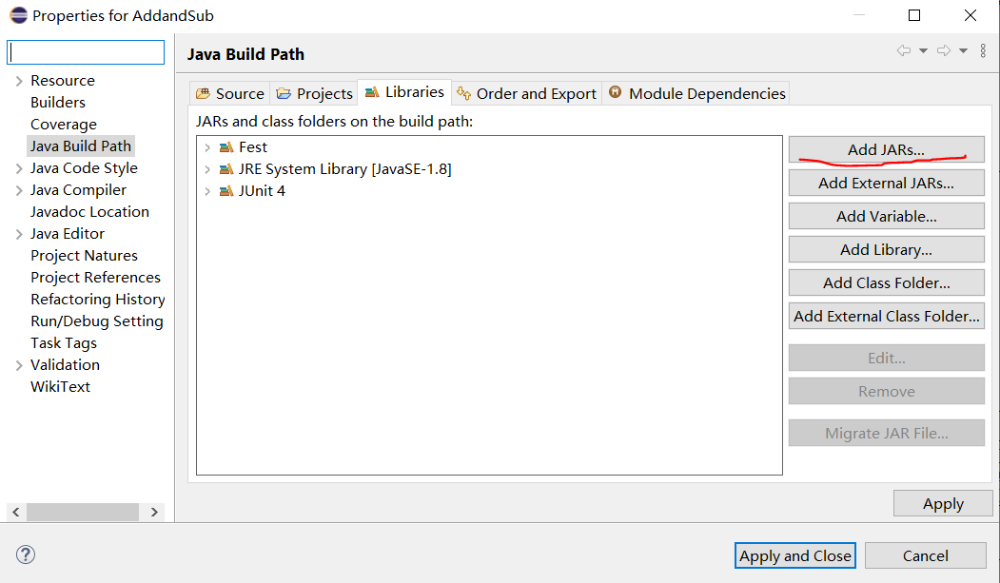 Properties for AddandSub
Resource
Builders
Coverage
Java Build Path
Java Code Style
Java Compiler
Javadoc Location
Java Editor
Project Natures
Project References
Refactoring History
Run/Debug Setting
Task Tags
Validation
WikiText
Java Build Path
Source Projects Libraries Order and Export Module Dependencies
JARs and class folders on the build path:
Fest
JRE System Library [JavaSE-1.8]
JUnit 4
Add JARs...
Add External JARs...
Add Variable...
Add Library...
Add Class Folder...
Add External Class Folder...
Edit...
Remove
Migrate JAR File...
Apply
Apply and Close Cancel